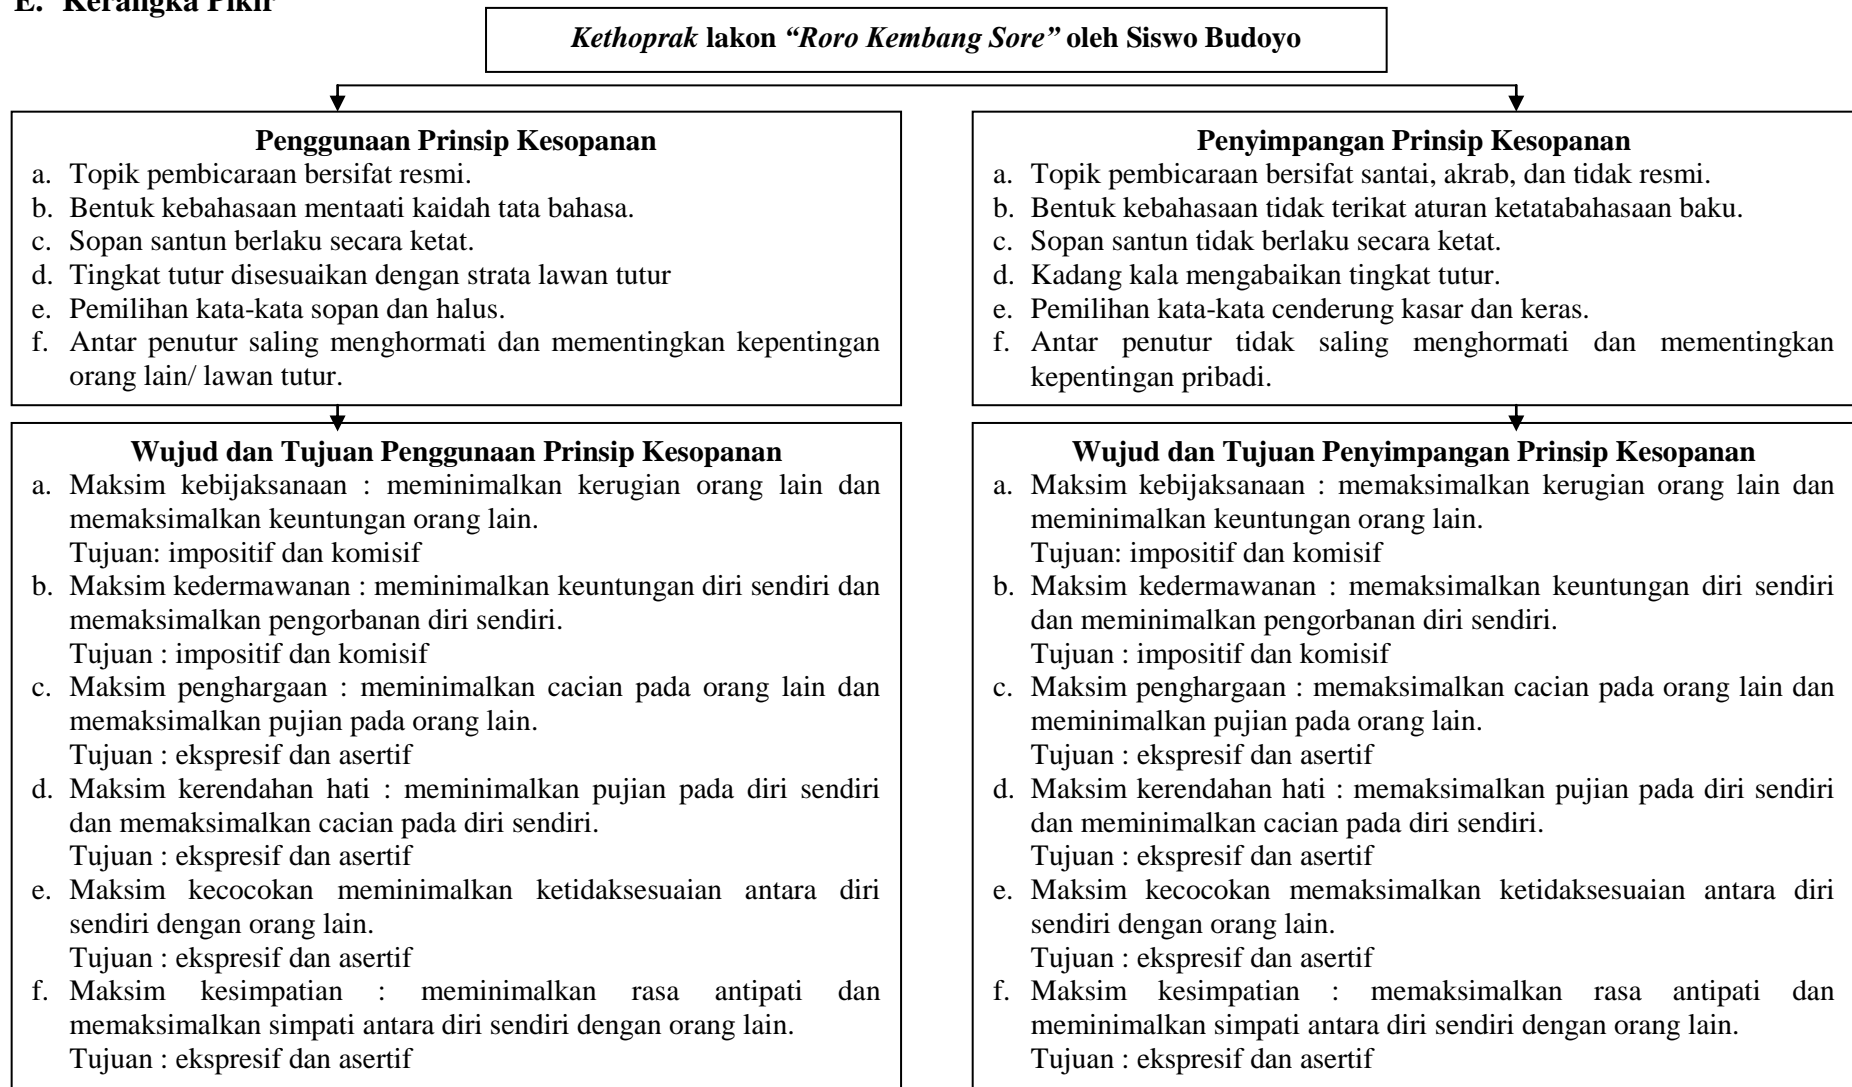 E. Kerangka Pikir
Kethoprak lakon “Roro Kembang Sore” oleh Siswo Budoyo
Penggunaan Prinsip Kesopanan
a. Topik pembicaraan bersifat resmi.
b. Bentuk kebahasaan mentaati kaidah tata bahasa.
c. Sopan santun berlaku secara ketat.
d. Tingkat tutur disesuaikan dengan strata lawan tutur
e. Pemilihan kata-kata sopan dan halus.
f. Antar penutur saling menghormati dan mementingkan kepentingan
orang lain/ lawan tutur.
Penyimpangan Prinsip Kesopanan
a. Topik pembicaraan bersifat santai, akrab, dan tidak resmi.
b. Bentuk kebahasaan tidak terikat aturan ketatabahasaan baku.
c. Sopan santun tidak berlaku secara ketat.
d. Kadang kala mengabaikan tingkat tutur.
e. Pemilihan kata-kata cenderung kasar dan keras.
f. Antar penutur tidak saling menghormati dan mementingkan
kepentingan pribadi.
Wujud dan Tujuan Penggunaan Prinsip Kesopanan
a. Maksim kebijaksanaan : meminimalkan kerugian orang lain dan
memaksimalkan keuntungan orang lain.
Tujuan: impositif dan komisif
b. Maksim kedermawanan : meminimalkan keuntungan diri sendiri dan
memaksimalkan pengorbanan diri sendiri.
Tujuan : impositif dan komisif
c. Maksim penghargaan : meminimalkan cacian pada orang lain dan
memaksimalkan pujian pada orang lain.
Tujuan : ekspresif dan asertif
d. Maksim kerendahan hati : meminimalkan pujian pada diri sendiri
dan memaksimalkan cacian pada diri sendiri.
Tujuan : ekspresif dan asertif
e. Maksim kecocokan meminimalkan ketidaksesuaian antara diri
sendiri dengan orang lain.
Tujuan : ekspresif dan asertif
f. Maksim kesimpatian : meminimalkan rasa antipati dan
memaksimalkan simpati antara diri sendiri dengan orang lain.
Tujuan : ekspresif dan asertif
Wujud dan Tujuan Penyimpangan Prinsip Kesopanan
a. Maksim kebijaksanaan : memaksimalkan kerugian orang lain dan
meminimalkan keuntungan orang lain.
Tujuan: impositif dan komisif
b. Maksim kedermawanan : memaksimalkan keuntungan diri sendiri
dan meminimalkan pengorbanan diri sendiri.
Tujuan : impositif dan komisif
c. Maksim penghargaan : memaksimalkan cacian pada orang lain dan
meminimalkan pujian pada orang lain.
Tujuan : ekspresif dan asertif
d. Maksim kerendahan hati : memaksimalkan pujian pada diri sendiri
dan meminimalkan cacian pada diri sendiri.
Tujuan : ekspresif dan asertif
e. Maksim kecocokan memaksimalkan ketidaksesuaian antara diri
sendiri dengan orang lain.
Tujuan : ekspresif dan asertif
f. Maksim kesimpatian : memaksimalkan rasa antipati dan
meminimalkan simpati antara diri sendiri dengan orang lain.
Tujuan : ekspresif dan asertif